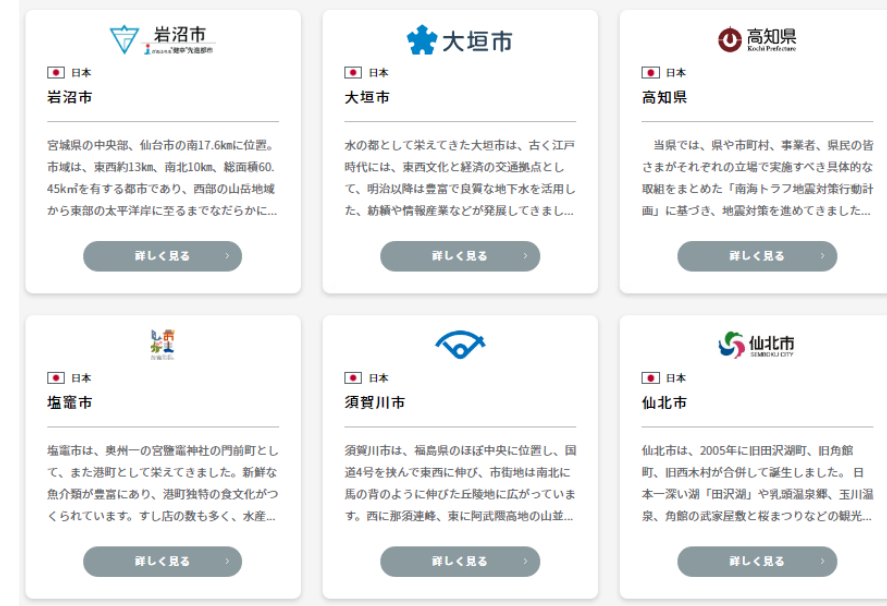 岩沼市
"健幸"先進都市
日本
岩沼市
宮城県の中央部、仙台市の南17.6kmに位置。
市域は、東西約13km、南北10km、総面積60.
45k㎡を有する都市であり、西部の山岳地域
から東部の太平洋岸に至るまでなだらかに...
詳しく見る
大垣市
日本
大垣市
水の都として栄えてきた大垣市は、古く江戸
時代には、東西文化と経済の交通拠点とし
て、明治以降は豊富で良質な地下水を活用し
た、紡績や情報産業などが発展してきまし...
詳しく見る
高知県
Kochi Prefecture
日本
高知県
当県では、県や市町村、事業者、県民の皆
さまがそれぞれの立場で実施すべき具体的な
取組をまとめた「南海トラフ地震対策行動計
画」に基づき、地震対策を進めてきました...
詳しく見る
日本
塩竈市
塩竈市は、奥州一の宮鹽竈神社の門前町とし
て、また港町として栄えてきました。新鮮な
魚介類が豊富にあり、港町独特の食文化がつ
くられています。すし店の数も多く、水産...
詳しく見る
日本
須賀川市
須賀川市は、福島県のほぼ中央に位置し、国
道4号を挟んで東西に伸び、市街地は南北に
馬の背のように伸びた丘陵地に広がっていま
す。西に那須連峰、東に阿武隈高地の山並...
詳しく見る
仙北市
SEMBOKU CITY
日本
仙北市
仙北市は、2005年に旧田沢湖町、旧角館
町、旧西木村が合併して誕生しました。 日
本一深い湖「田沢湖」や乳頭温泉郷、玉川温
泉、角館の武家屋敷と桜まつりなどの観光...
詳しく見る